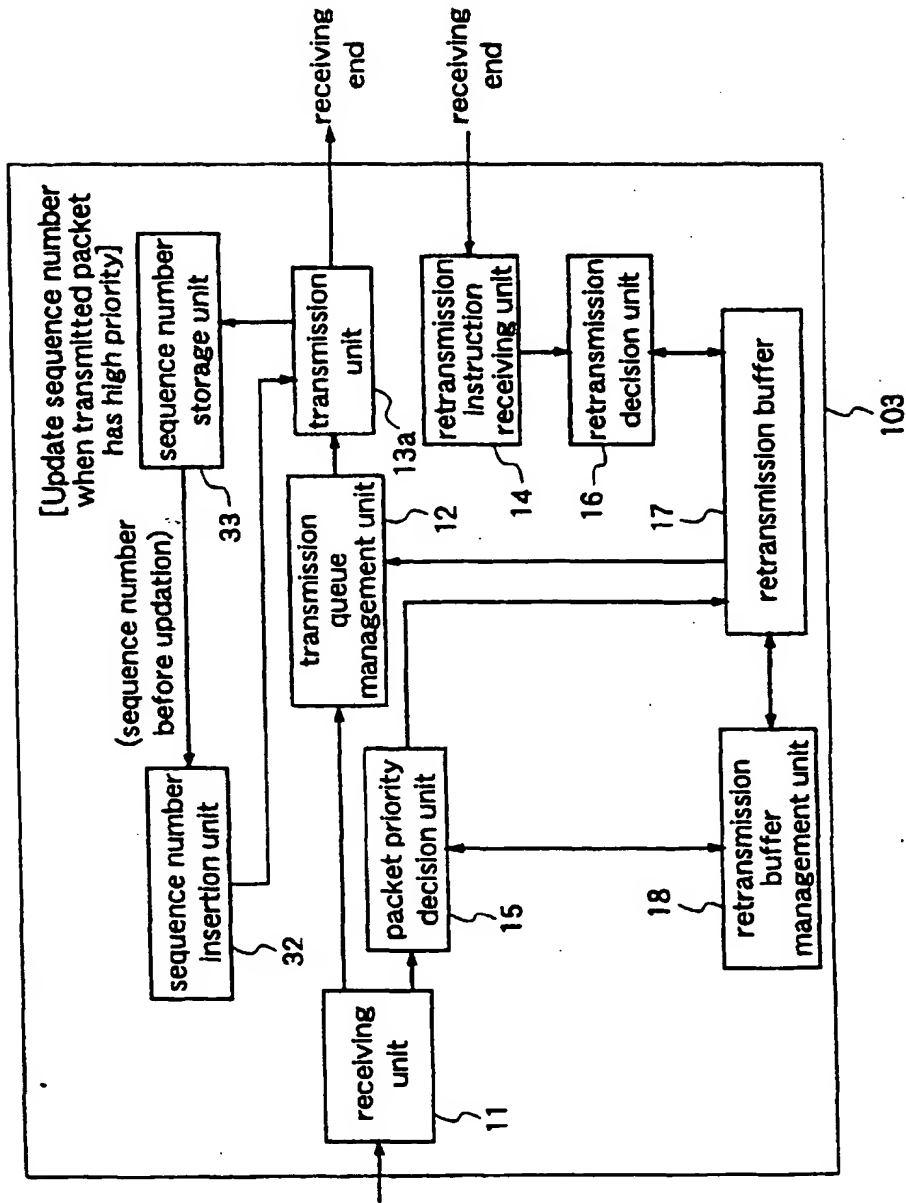 [Update sequence number
when transmitted packet
has high priority]
(sequence number
before updation)
sequence number
insertion unit
32
sequence number
storage unit
33
receiving
unit
11
transmission
queue
management unit
12
transmission
unit
13a
receiving
end
packet priority
decision unit
15
retransmission
instruction
receiving unit
14
receiving
end
retransmission
decision unit
16
retransmission
buffer
management unit
18
retransmission buffer
17
103